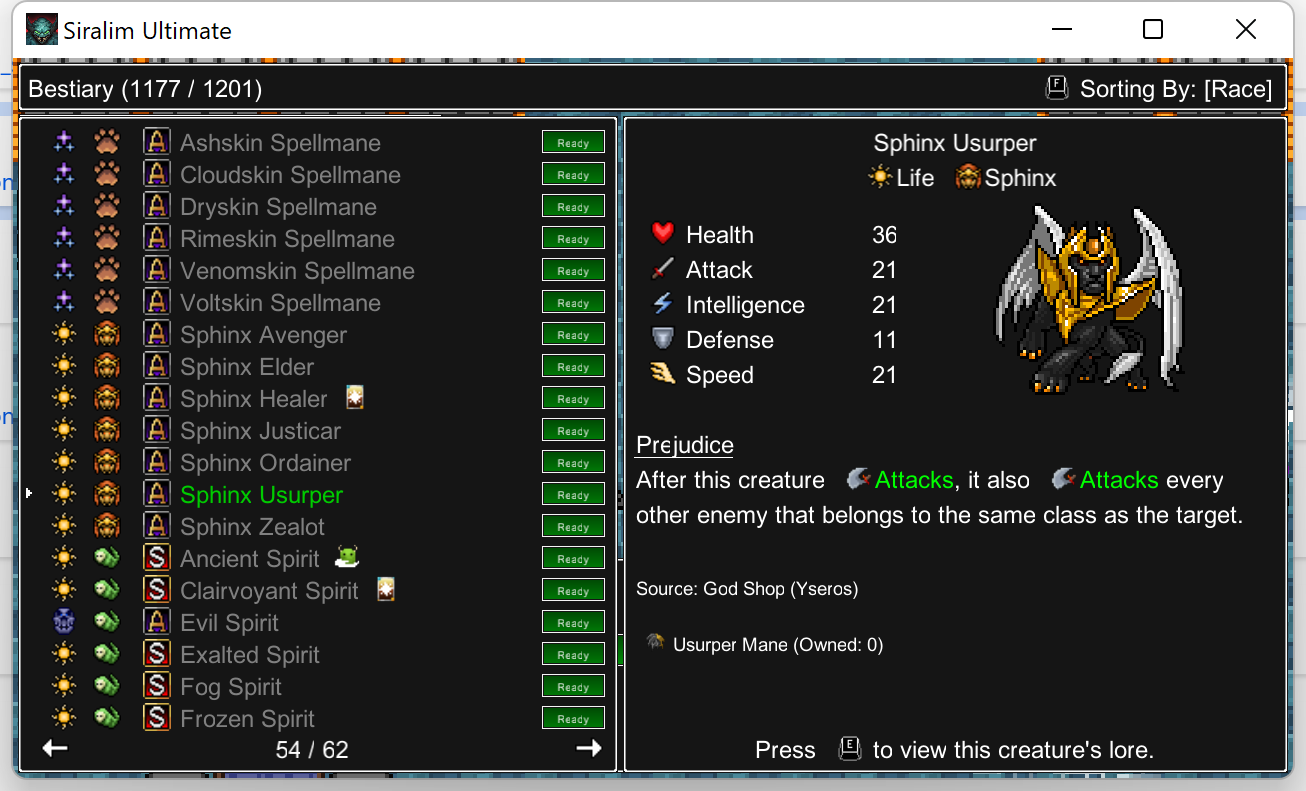 Siralim Ultimate
Bestiary (1177 / 1201)
F Sorting By: [Race]
A Ashskin Spellmane Ready
A Cloudskin Spellmane Ready
A Dryskin Spellmane Ready
A Rimeskin Spellmane Ready
A Venomskin Spellmane Ready
A Voltskin Spellmane Ready
A Sphinx Avenger Ready
A Sphinx Elder Ready
A Sphinx Healer Ready
A Sphinx Justicar Ready
A Sphinx Ordainer Ready
A Sphinx Usurper Ready
A Sphinx Zealot Ready
S Ancient Spirit Ready
S Clairvoyant Spirit Ready
A Evil Spirit Ready
S Exalted Spirit Ready
S Fog Spirit Ready
S Frozen Spirit Ready
54 / 62
Sphinx Usurper
Life Sphinx
Health 36
Attack 21
Intelligence 21
Defense 11
Speed 21
Prejudice
After this creature Attacks, it also Attacks every
other enemy that belongs to the same class as the target.
Source: God Shop (Yseros)
Usurper Mane (Owned: 0)
Press E to view this creature's lore.